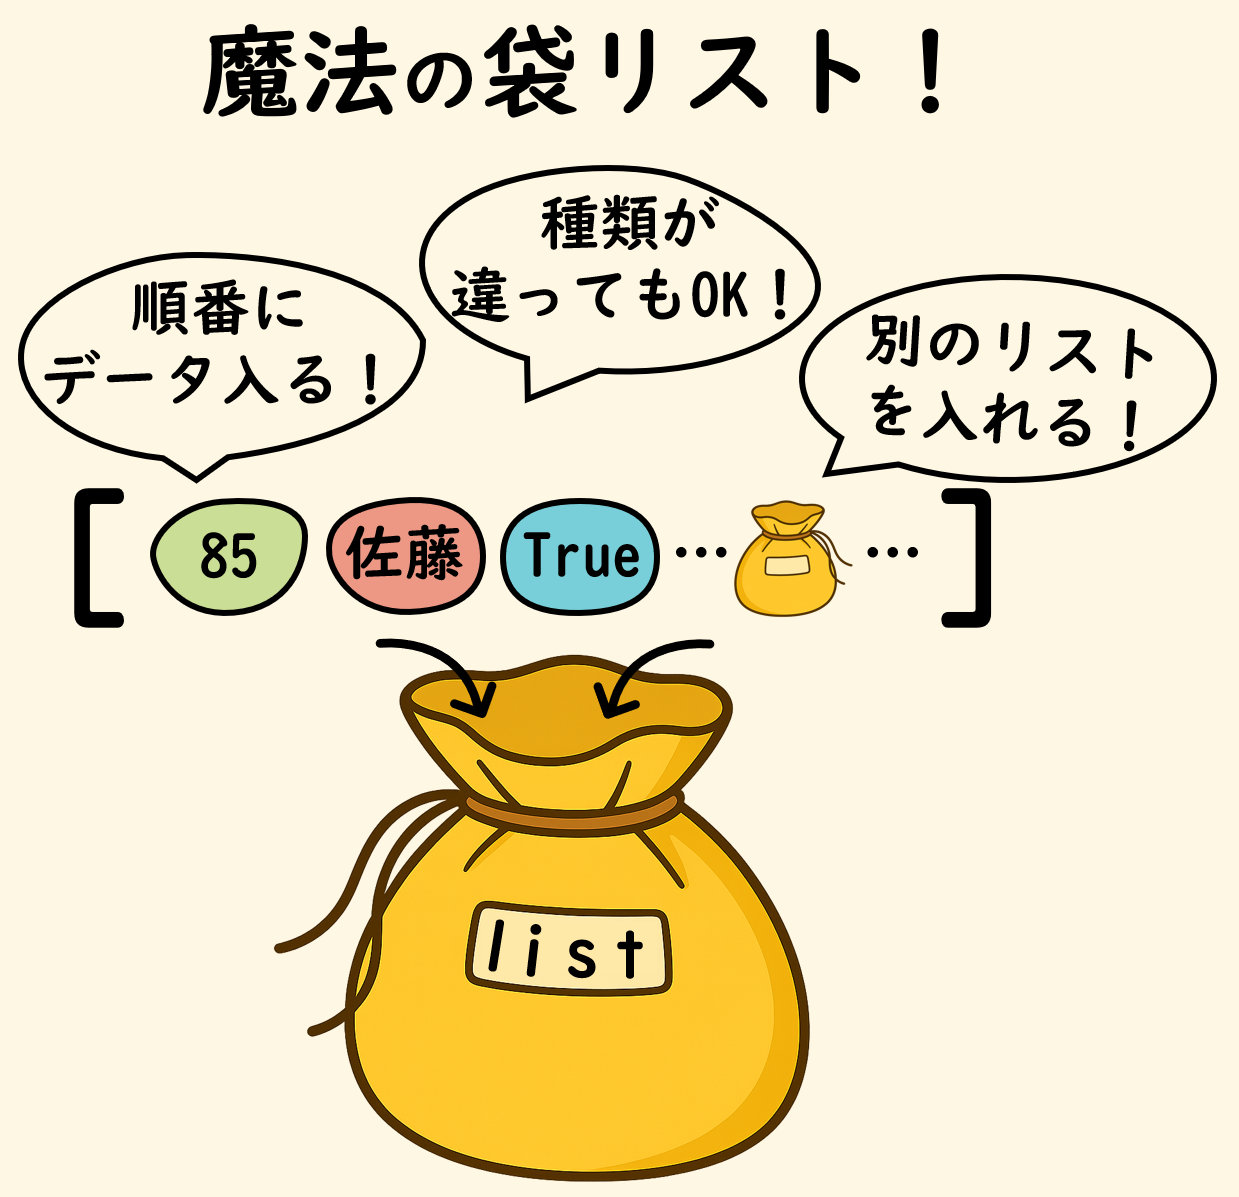 魔法の袋リスト！
順番に
データ入る！
種類が
違ってもOK！
別のリスト
を入れる！
[ 85 佐藤 True … … ]
list